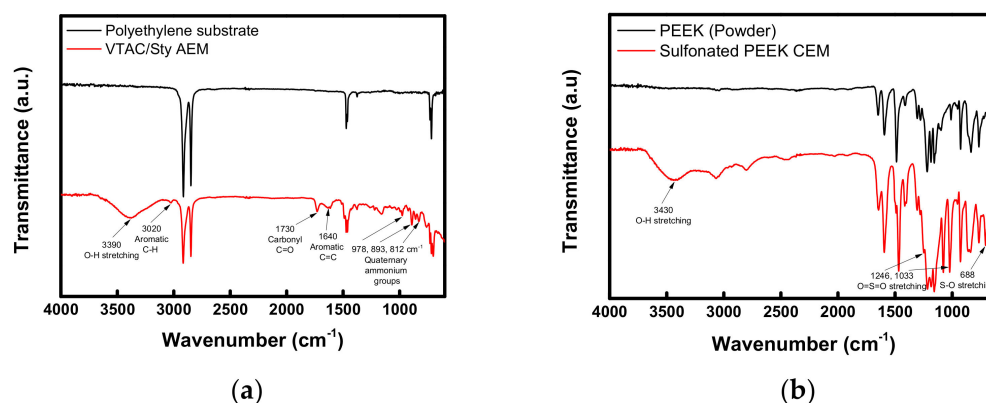 Polyethylene substrate
VTAC/Sty AEM
Transmittance (a.u.)
3390
O-H stretching
3020
Aromatic
C-H
1730
Carbonyl
C=O
1640
Aromatic
C=C
978, 893, 812 cm-1
Quaternary
ammonium
groups
4000 3500 3000 2500 2000 1500 1000
Wavenumber (cm-1)
(a)
PEEK (Powder)
Sulfonated PEEK CEM
Transmittance (a.u)
3430
O-H stretching
1246, 1033
O=S=O stretching
688
S-O stretchi
4000 3500 3000 2500 2000 1500 1000
Wavenumber (cm-1)
(b)